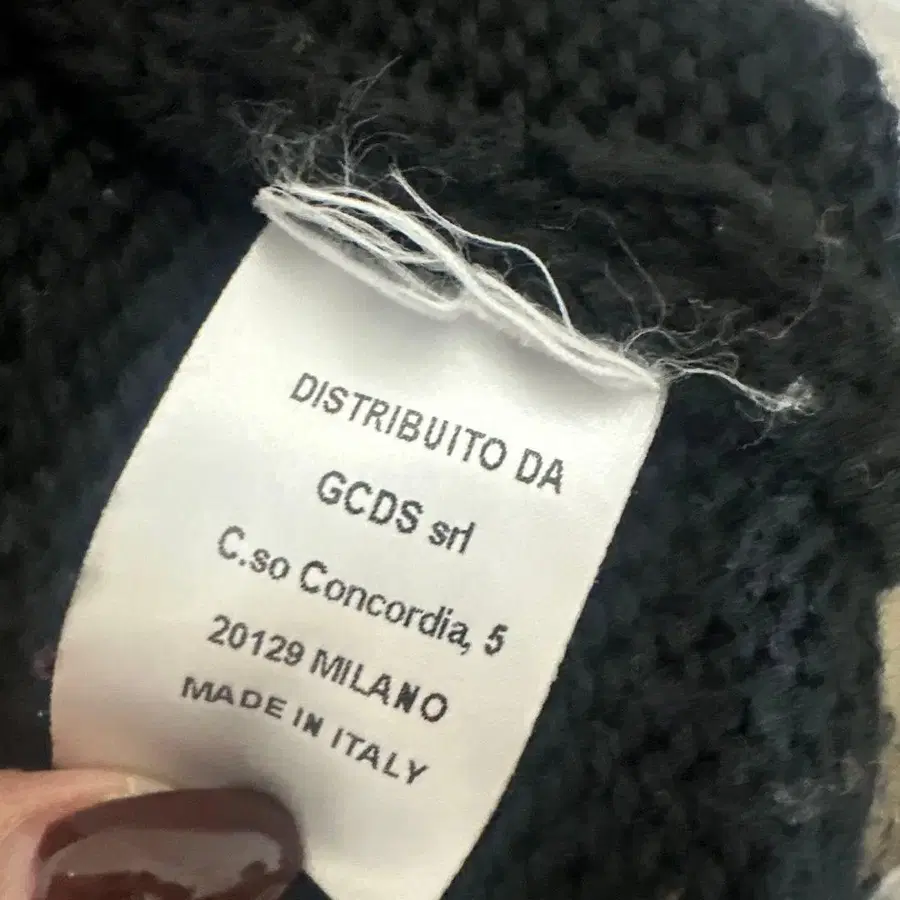 DISTRIBUITO DA
GCDS srl
C.so Concordia, 5
20129 MILANO
MADE IN ITALY